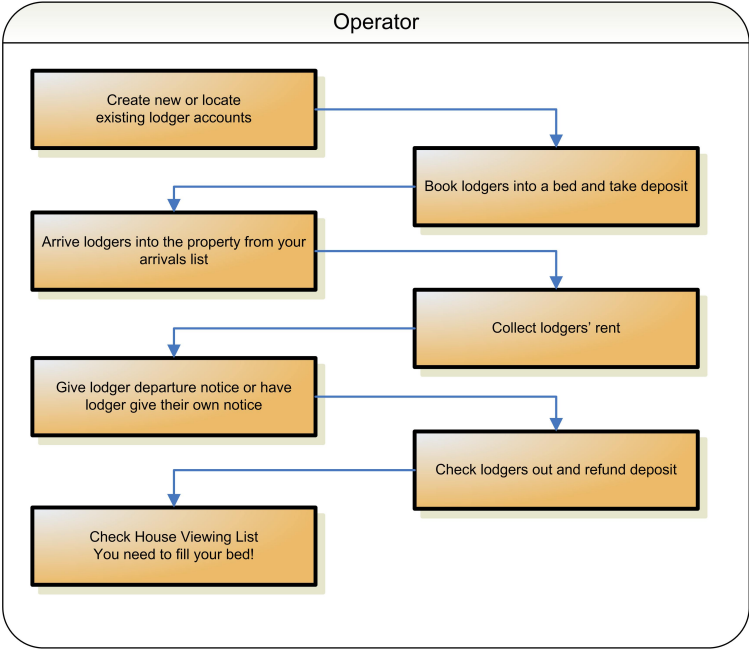 Operator
Create new or locate
existing lodger accounts
Book lodgers into a bed and take deposit
Arrive lodgers into the property from your
arrivals list
Collect lodgers’ rent
Give lodger departure notice or have
lodger give their own notice
Check lodgers out and refund deposit
Check House Viewing List
You need to fill your bed!